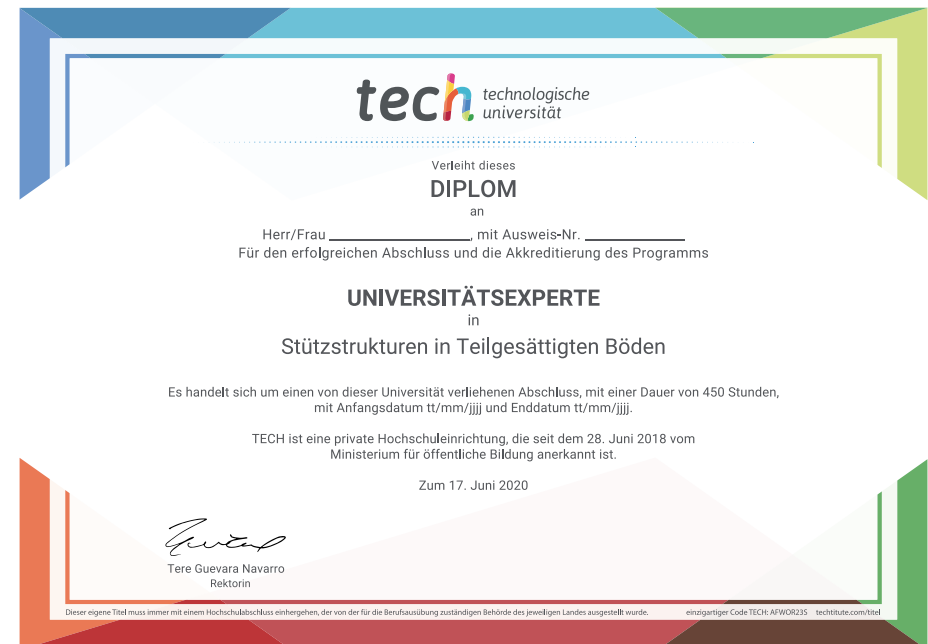 tech technologische
universität
Verleiht dieses
DIPLOM
an
Herr/Frau ____________________, mit Ausweis-Nr. ______________
Für den erfolgreichen Abschluss und die Akkreditierung des Programms
UNIVERSITÄTSEXPERTE
in
Stützstrukturen in Teilgesättigten Böden
Es handelt sich um einen von dieser Universität verliehenen Abschluss, mit einer Dauer von 450 Stunden,
mit Anfangsdatum tt/mm/jjjj und Enddatum tt/mm/jjjj.
TECH ist eine private Hochschuleinrichtung, die seit dem 28. Juni 2018 vom
Ministerium für öffentliche Bildung anerkannt ist.
Zum 17. Juni 2020
Tere Guevara Navarro
Rektorin
Dieser eigene Titel muss immer mit einem Hochschulabschluss einhergehen, der von der für die Berufsausübung zuständigen Behörde des jeweiligen Landes ausgestellt wurde. einzigartiger Code TECH: AFWOR23S techtitute.com/titel